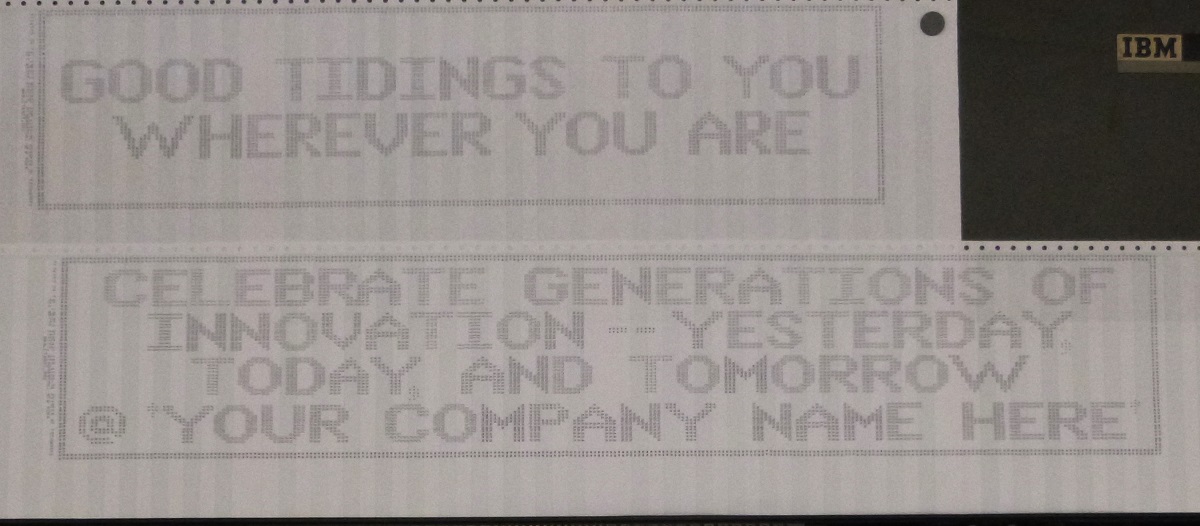 GOOD TIDINGS TO YOU
WHEREVER YOU ARE
IBM
CELEBRATE GENERATIONS OF
INNOVATION -- YESTERDAY,
TODAY, AND TOMORROW
@ "YOUR COMPANY NAME HERE"